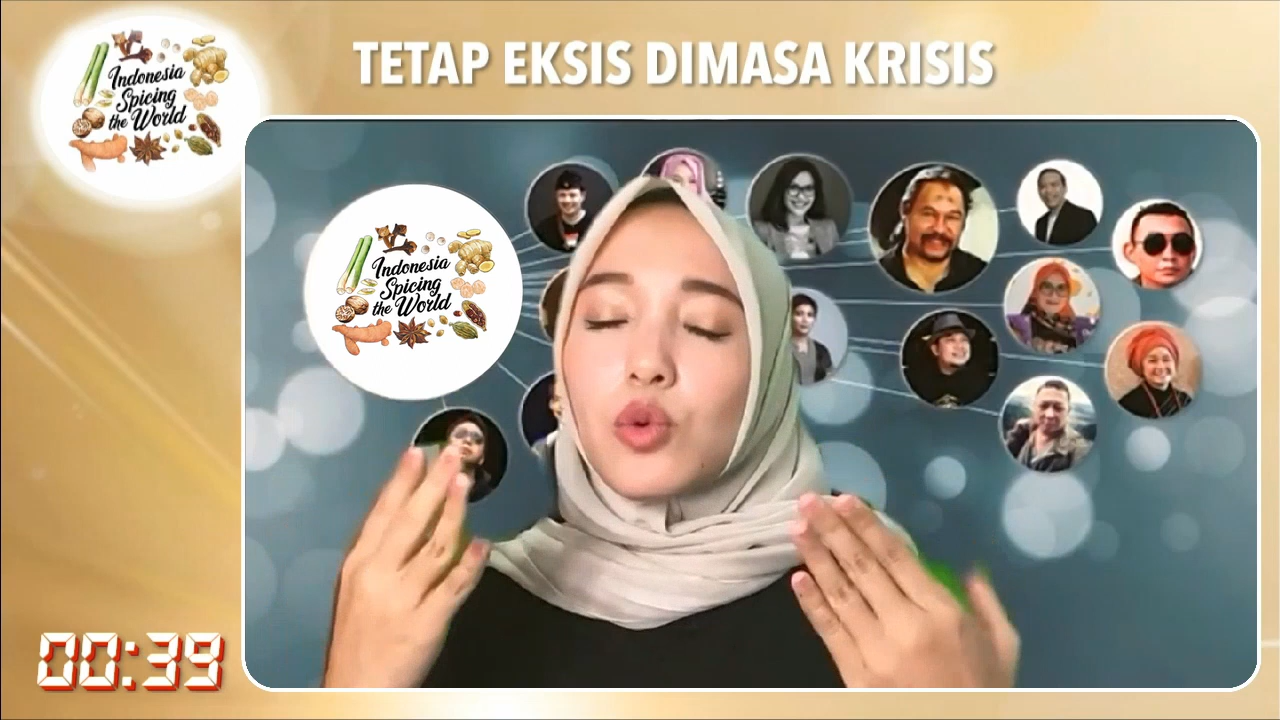 TETAP EKSIS DIMASA KRISIS
Indonesia
Spicing
the World
Indonesia
Spicing
the World
00:39